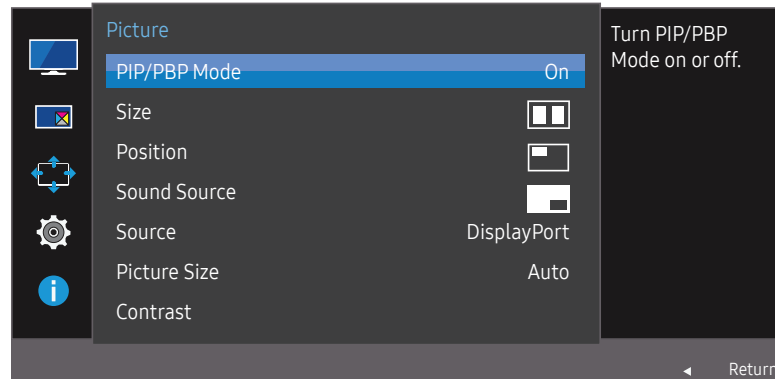 Picture
PIP/PBP Mode On
Size
Position
Sound Source
Source DisplayPort
Picture Size Auto
Contrast
Turn PIP/PBP
Mode on or off.
Return